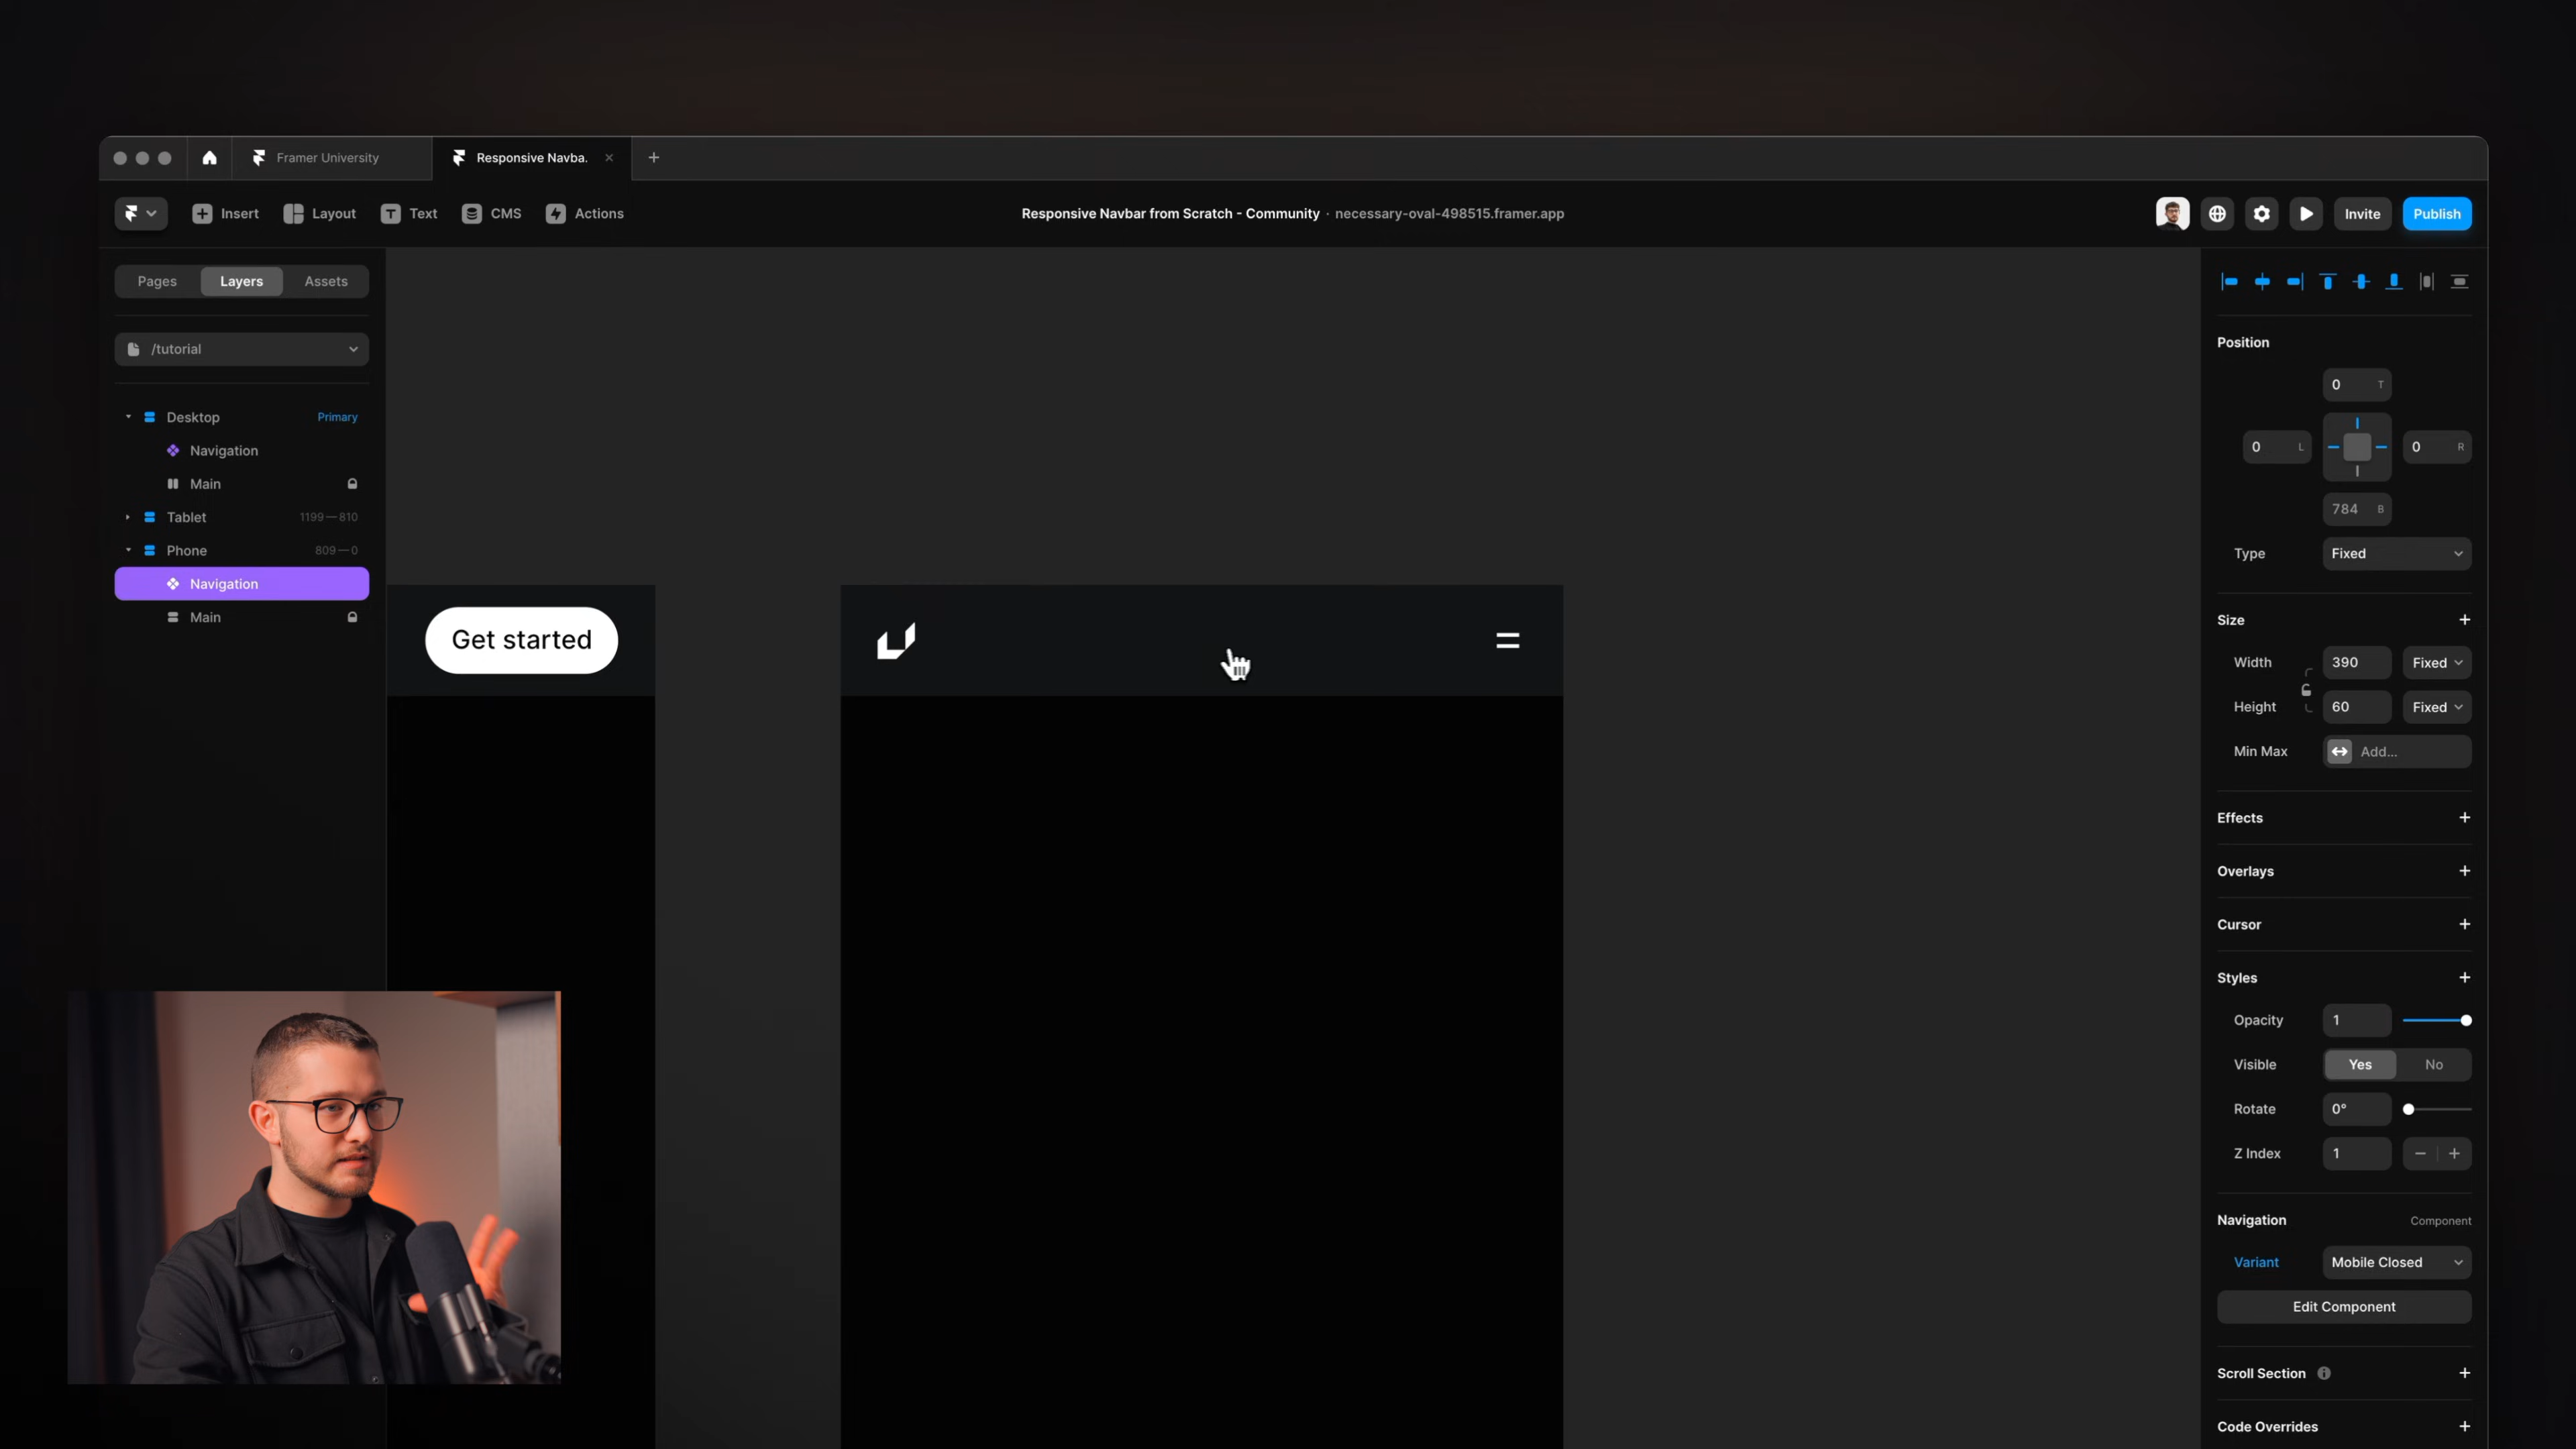 Framer University
Responsive Navba.
Insert
Layout
Text
CMS
Actions
Responsive Navbar from Scratch - Community · necessary-oval-498515.framer.app
Invite
Publish
Pages
Layers
Assets
/tutorial
Desktop
Primary
Navigation
Main
Tablet
1199—810
Phone
809—0
Navigation
Main
Get started
Position
0 T
0 L
0 R
784 B
Type
Fixed
Size
Width
390
Fixed
Height
60
Fixed
Min Max
Add...
Effects
Overlays
Cursor
Styles
Opacity
1
Visible
Yes
No
Rotate
0°
Z Index
1
Navigation
Component
Variant
Mobile Closed
Edit Component
Scroll Section
Code Overrides